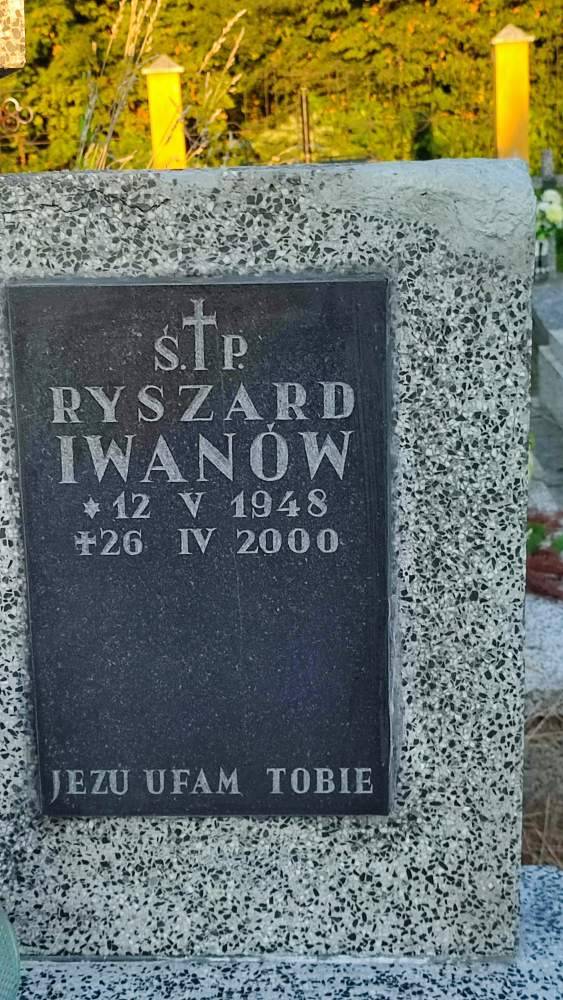 Ś. P.
RYSZARD
IWANÓW
* 12 V 1948
✝ 26 IV 2000
JEZU UFAM TOBIE